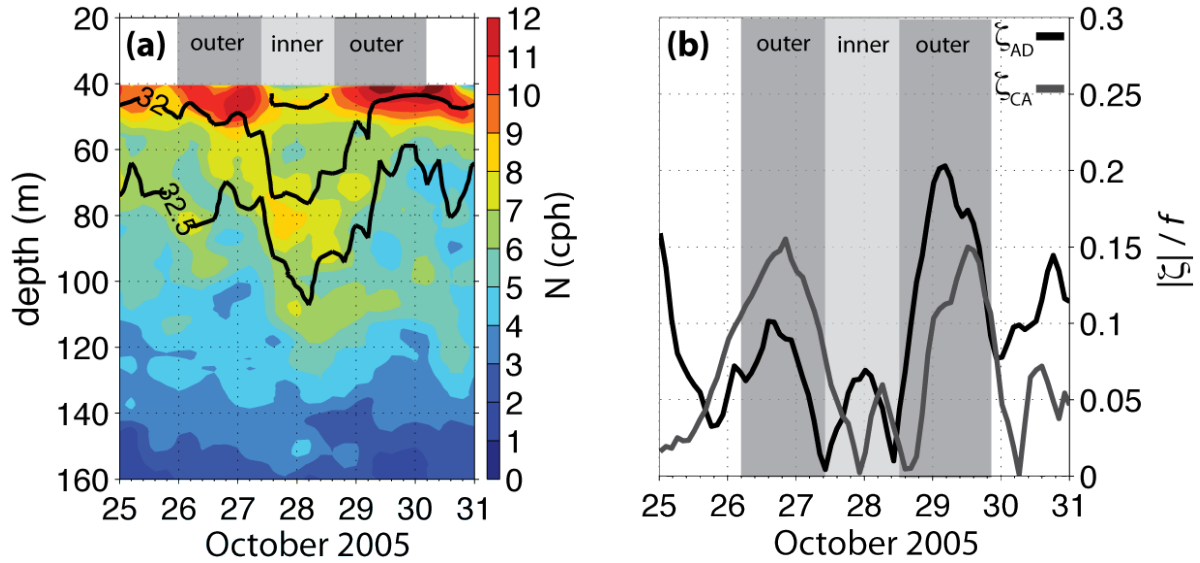 (a)
outer inner outer
20
40
60
80
100
120
140
160
depth (m)
32
32.5
25 26 27 28 29 30 31
October 2005
12
11
10
9
8
7
6
5
4
3
2
1
0
N (cph)
(b)
outer inner outer
ζAD
ζCA
0.3
0.25
0.2
0.15
0.1
0.05
0
|ζ| / f
25 26 27 28 29 30 31
October 2005